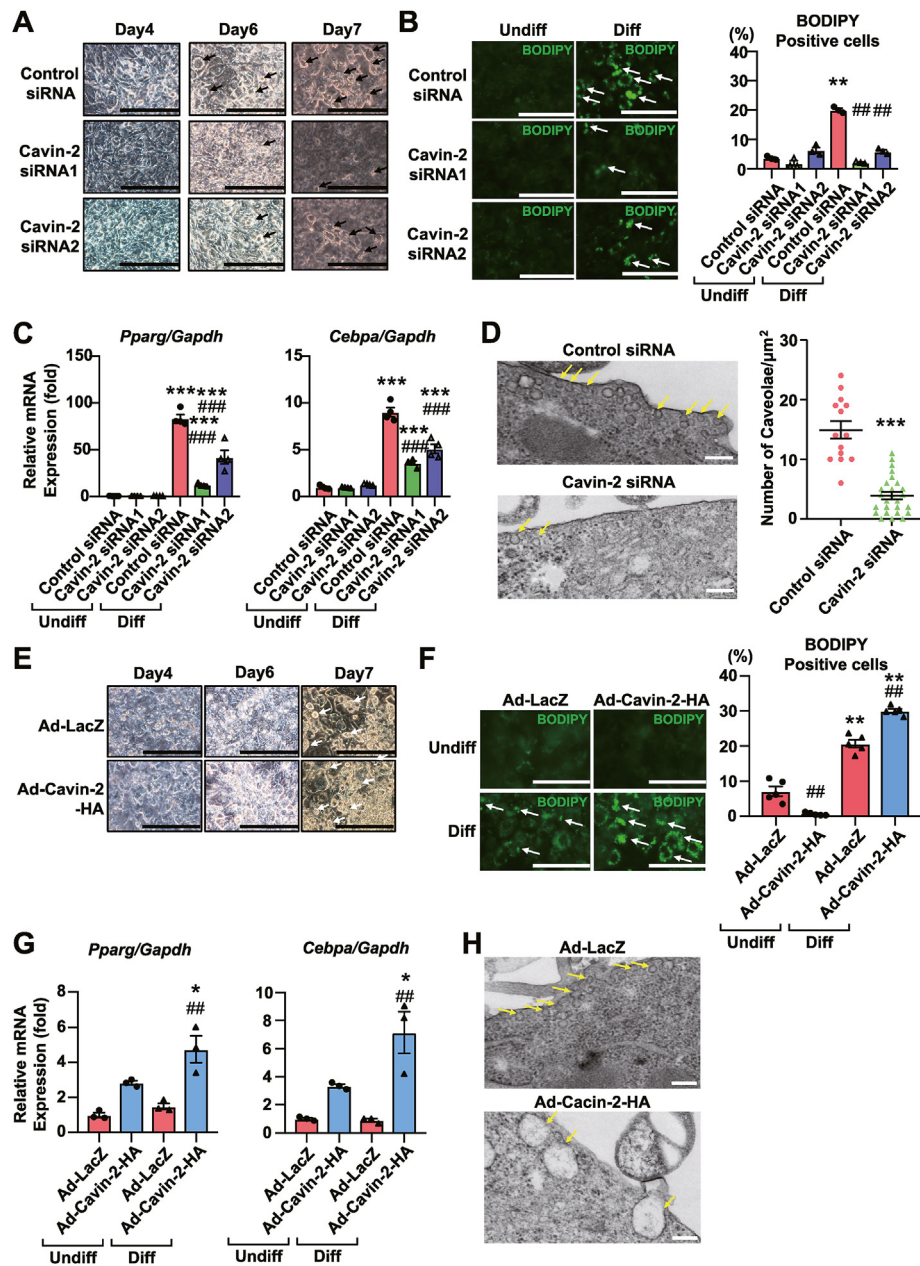 A
Day4
Day6
Day7
Control
siRNA
Cavin-2
siRNA1
Cavin-2
siRNA2
B
Undiff
Diff
Control
siRNA
BODIPY
BODIPY
Cavin-2
siRNA1
BODIPY
BODIPY
Cavin-2
siRNA2
BODIPY
BODIPY
BODIPY
Positive cells
(%)
40
30
20
10
0
**
##
##
Control siRNA
Cavin-2 siRNA1
Cavin-2 siRNA2
Control siRNA
Cavin-2 siRNA1
Cavin-2 siRNA2
Undiff
Diff
C
Pparg/Gapdh
Relative mRNA
Expression (fold)
150
100
50
0
***
***
###
***
###
Control siRNA
Cavin-2 siRNA1
Cavin-2 siRNA2
Control siRNA
Cavin-2 siRNA1
Cavin-2 siRNA2
Undiff
Diff
Cebpa/Gapdh
15
10
5
0
***
***
###
***
###
Control siRNA
Cavin-2 siRNA1
Cavin-2 siRNA2
Control siRNA
Cavin-2 siRNA1
Cavin-2 siRNA2
Undiff
Diff
D
Control siRNA
Cavin-2 siRNA
Number of Caveolae/μm²
30
20
10
0
***
Control siRNA
Cavin-2 siRNA
E
Day4
Day6
Day7
Ad-LacZ
Ad-Cavin-2
-HA
F
Ad-LacZ
Ad-Cavin-2-HA
Undiff
BODIPY
BODIPY
Diff
BODIPY
BODIPY
BODIPY
Positive cells
(%)
40
30
20
10
0
##
**
**
##
Ad-LacZ
Ad-Cavin-2-HA
Ad-LacZ
Ad-Cavin-2-HA
Undiff
Diff
G
Pparg/Gapdh
Relative mRNA
Expression (fold)
8
6
4
2
0
*
##
Ad-LacZ
Ad-Cavin-2-HA
Ad-LacZ
Ad-Cavin-2-HA
Undiff
Diff
Cebpa/Gapdh
10
8
6
4
2
0
*
##
Ad-LacZ
Ad-Cavin-2-HA
Ad-LacZ
Ad-Cavin-2-HA
Undiff
Diff
H
Ad-LacZ
Ad-Cacin-2-HA